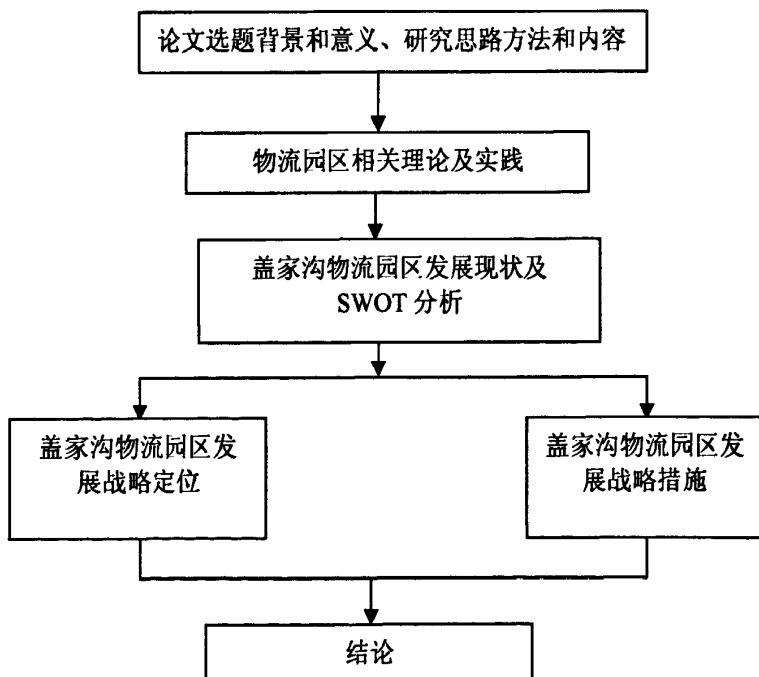 论文选题背景和意义、研究思路方法和内容
物流园区相关理论及实践
盖家沟物流园区发展现状及
SWOT 分析
盖家沟物流园区发
展战略定位
盖家沟物流园区发
展战略措施
结论